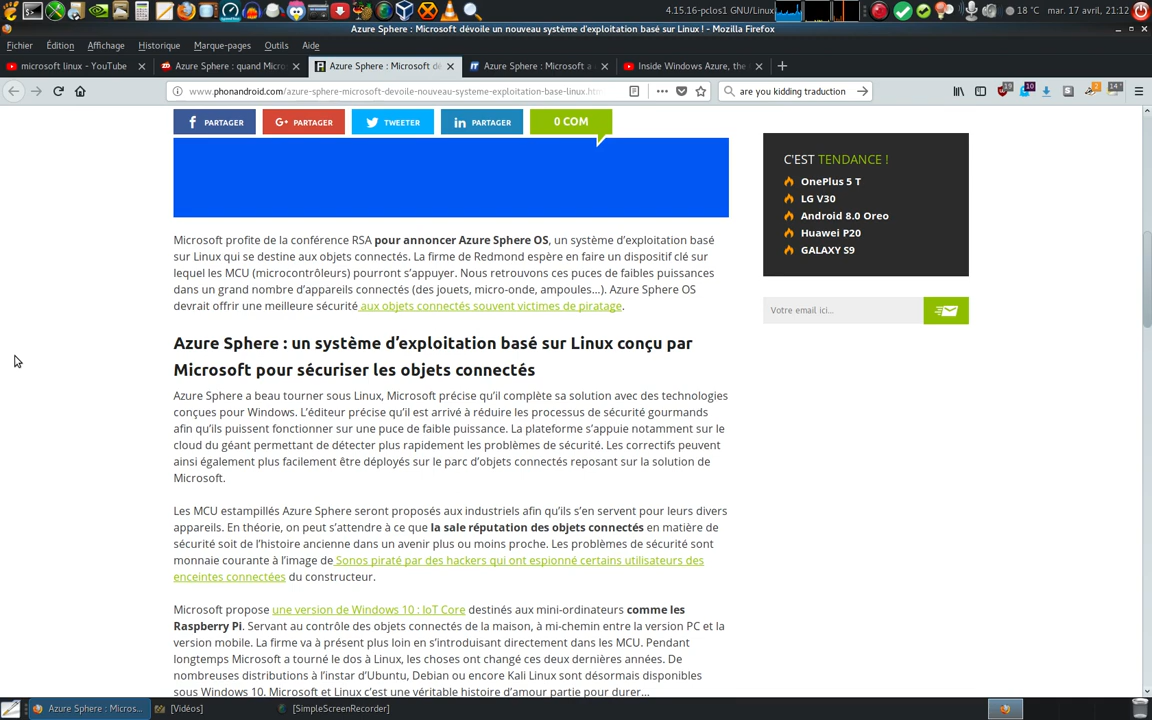 4.15.16-pclos1 GNU/Linux
18 °C
mar. 17 avril, 21:12
Azure Sphere : Microsoft dévoile un nouveau système d'exploitation basé sur Linux ! - Mozilla Firefox
Fichier Édition Affichage Historique Marque-pages Outils Aide
microsoft linux - YouTube
Azure Sphere : quand Micro
Azure Sphere : Microsoft dé
Azure Sphere : Microsoft a
Inside Windows Azure, the
www.phonandroid.com/azure-sphere-microsoft-devoile-nouveau-systeme-exploitation-base-linux.htm
are you kidding traduction
PARTAGER
PARTAGER
TWEETER
PARTAGER
0 COM
Microsoft profite de la conférence RSA pour annoncer Azure Sphere OS, un système d'exploitation basé
sur Linux qui se destine aux objets connectés. La firme de Redmond espère en faire un dispositif clé sur
lequel les MCU (microcontrôleurs) pourront s'appuyer. Nous retrouvons ces puces de faibles puissances
dans un grand nombre d'appareils connectés (des jouets, micro-onde, ampoules…). Azure Sphere OS
devrait offrir une meilleure sécurité aux objets connectés souvent victimes de piratage.
Azure Sphere : un système d'exploitation basé sur Linux conçu par
Microsoft pour sécuriser les objets connectés
Azure Sphere a beau tourner sous Linux, Microsoft précise qu'il complète sa solution avec des technologies
conçues pour Windows. L'éditeur précise qu'il est arrivé à réduire les processus de sécurité gourmands
afin qu'ils puissent fonctionner sur une puce de faible puissance. La plateforme s'appuie notamment sur le
cloud du géant permettant de détecter plus rapidement les problèmes de sécurité. Les correctifs peuvent
ainsi également plus facilement être déployés sur le parc d'objets connectés reposant sur la solution de
Microsoft.
Les MCU estampillés Azure Sphere seront proposés aux industriels afin qu'ils s'en servent pour leurs divers
appareils. En théorie, on peut s'attendre à ce que la sale réputation des objets connectés en matière de
sécurité soit de l'histoire ancienne dans un avenir plus ou moins proche. Les problèmes de sécurité sont
monnaie courante à l'image de Sonos piraté par des hackers qui ont espionné certains utilisateurs des
enceintes connectées du constructeur.
Microsoft propose une version de Windows 10 : IoT Core destinés aux mini-ordinateurs comme les
Raspberry Pi. Servant au contrôle des objets connectés de la maison, à mi-chemin entre la version PC et la
version mobile. La firme va à présent plus loin en s'introduisant directement dans les MCU. Pendant
longtemps Microsoft a tourné le dos à Linux, les choses ont changé ces deux dernières années. De
nombreuses distributions à l'instar d'Ubuntu, Debian ou encore Kali Linux sont désormais disponibles
sous Windows 10. Microsoft et Linux c'est une véritable histoire d'amour partie pour durer…
C'EST TENDANCE !
OnePlus 5 T
LG V30
Android 8.0 Oreo
Huawei P20
GALAXY S9
Votre email ici...
Azure Sphere : Micros...
[Vidéos]
[SimpleScreenRecorder]